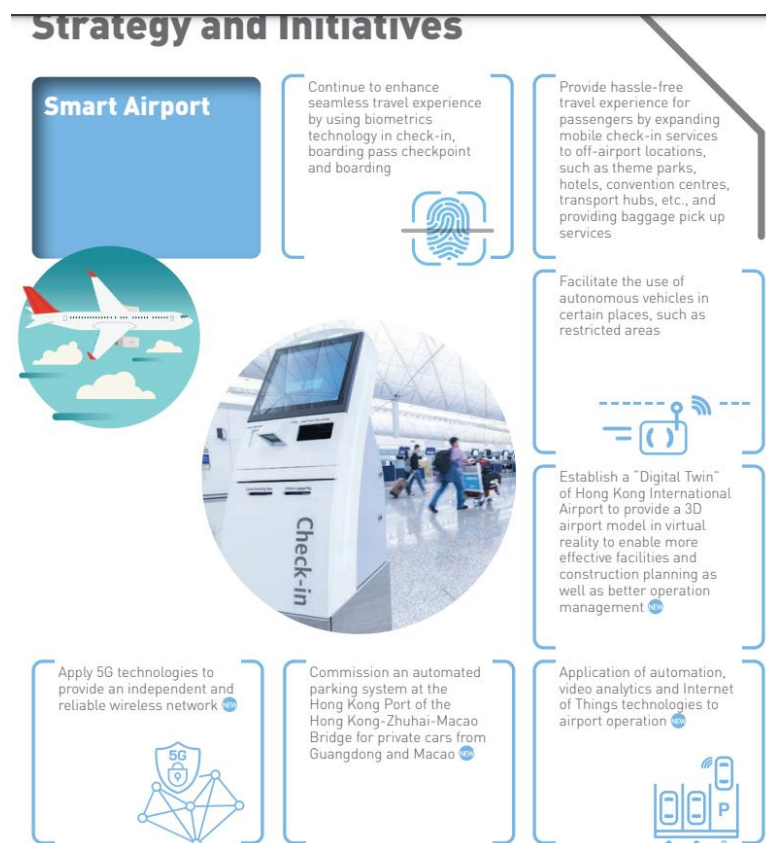 Strategy and Initiatives
Smart Airport
Continue to enhance
seamless travel experience
by using biometrics
technology in check-in,
boarding pass checkpoint
and boarding
Provide hassle-free
travel experience for
passengers by expanding
mobile check-in services
to off-airport locations,
such as theme parks,
hotels, convention centres,
transport hubs, etc., and
providing baggage pick up
services
Facilitate the use of
autonomous vehicles in
certain places, such as
restricted areas
Check-in
Establish a "Digital Twin"
of Hong Kong International
Airport to provide a 3D
airport model in virtual
reality to enable more
effective facilities and
construction planning as
well as better operation
management NEW
Apply 5G technologies to
provide an independent and
reliable wireless network NEW
5G
Commission an automated
parking system at the
Hong Kong Port of the
Hong Kong-Zhuhai-Macao
Bridge for private cars from
Guangdong and Macao NEW
Application of automation,
video analytics and Internet
of Things technologies to
airport operation NEW
P